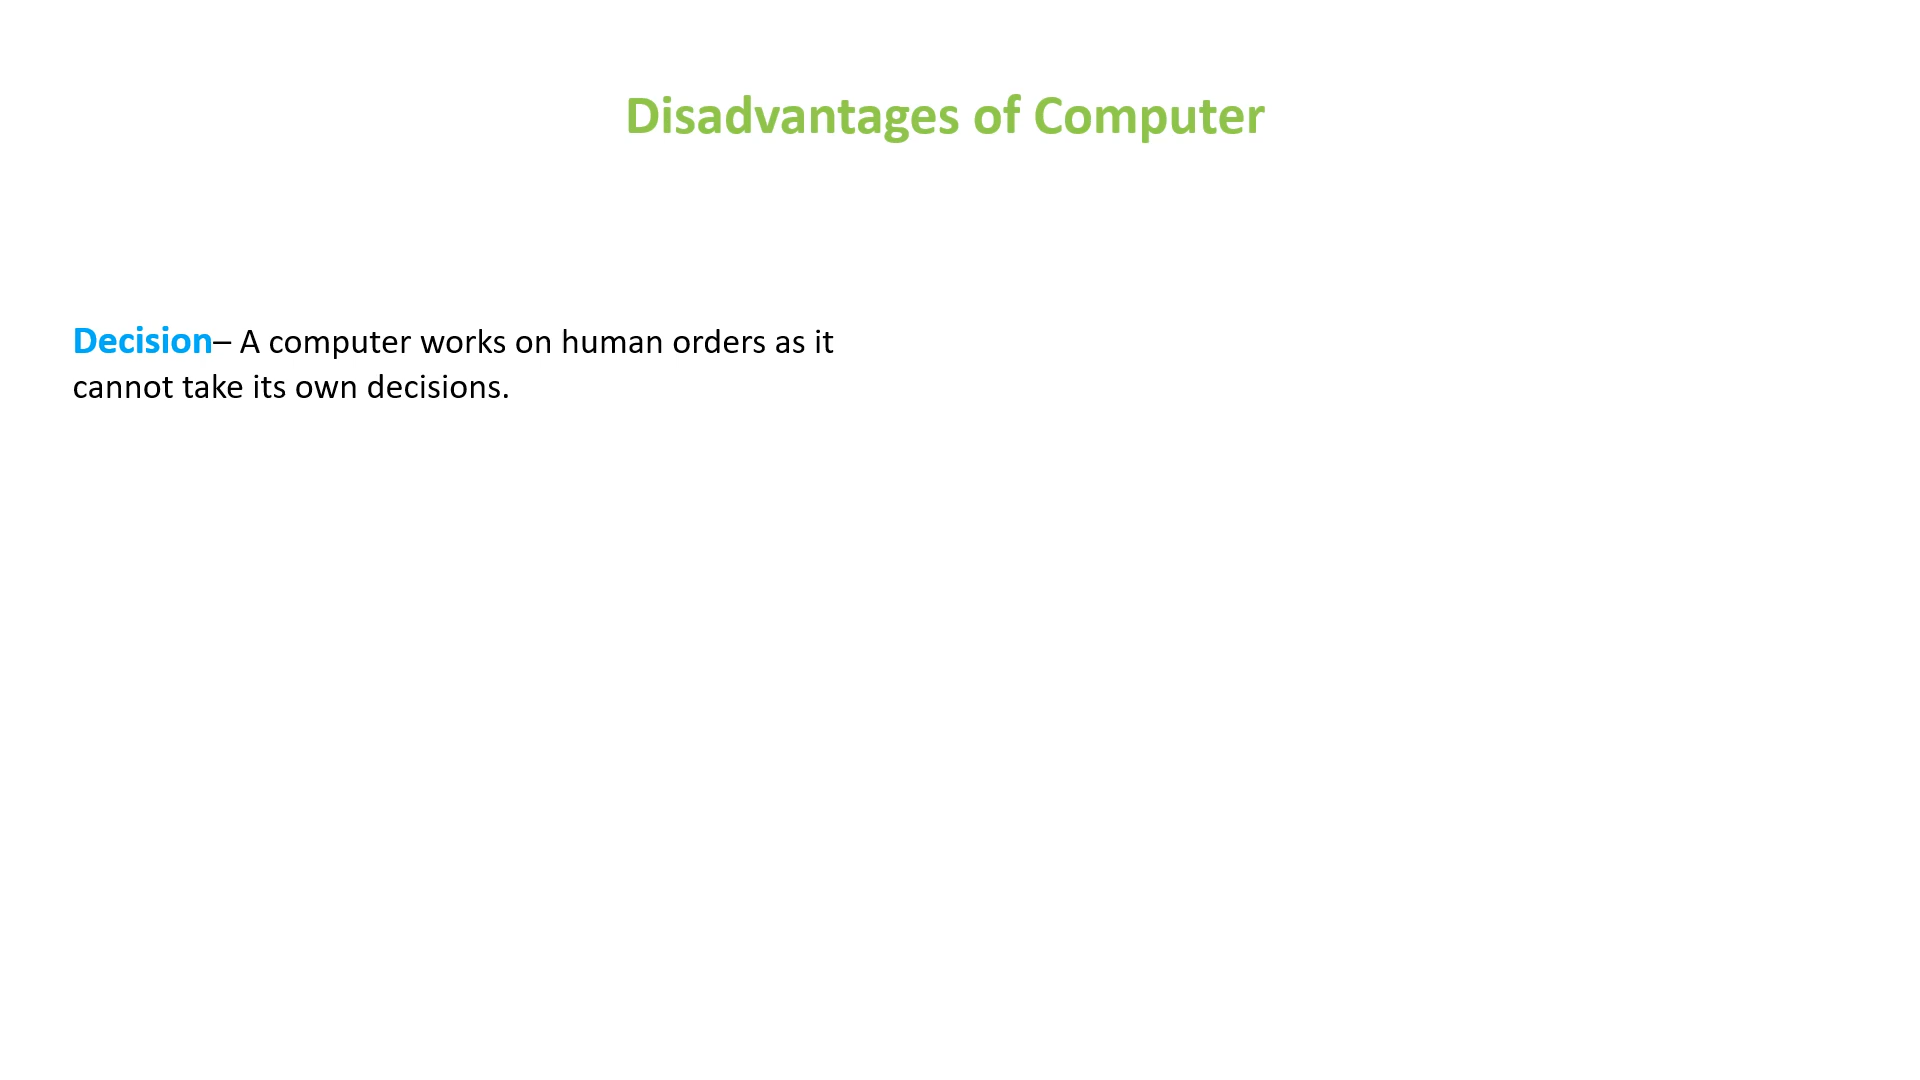 Disadvantages of Computer
Decision– A computer works on human orders as it
cannot take its own decisions.